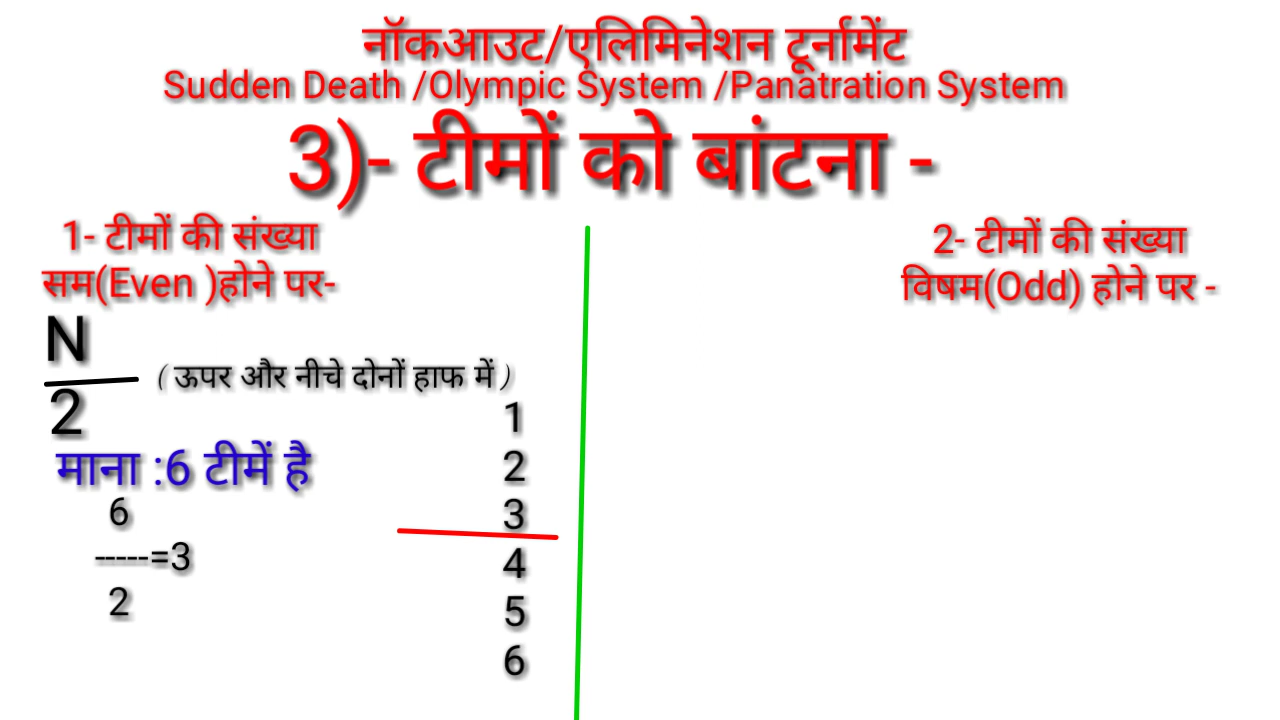 नॉकआउट/एलिमिनेशन टूर्नामेंट
Sudden Death /Olympic System /Panatration System
3)- टीमों को बांटना -
1- टीमों की संख्या
सम(Even )होने पर-
N
2
(ऊपर और नीचे दोनों हाफ में)
माना :6 टीमें है
6
-----=3
2
1
2
3
4
5
6
2- टीमों की संख्या
विषम(Odd) होने पर -